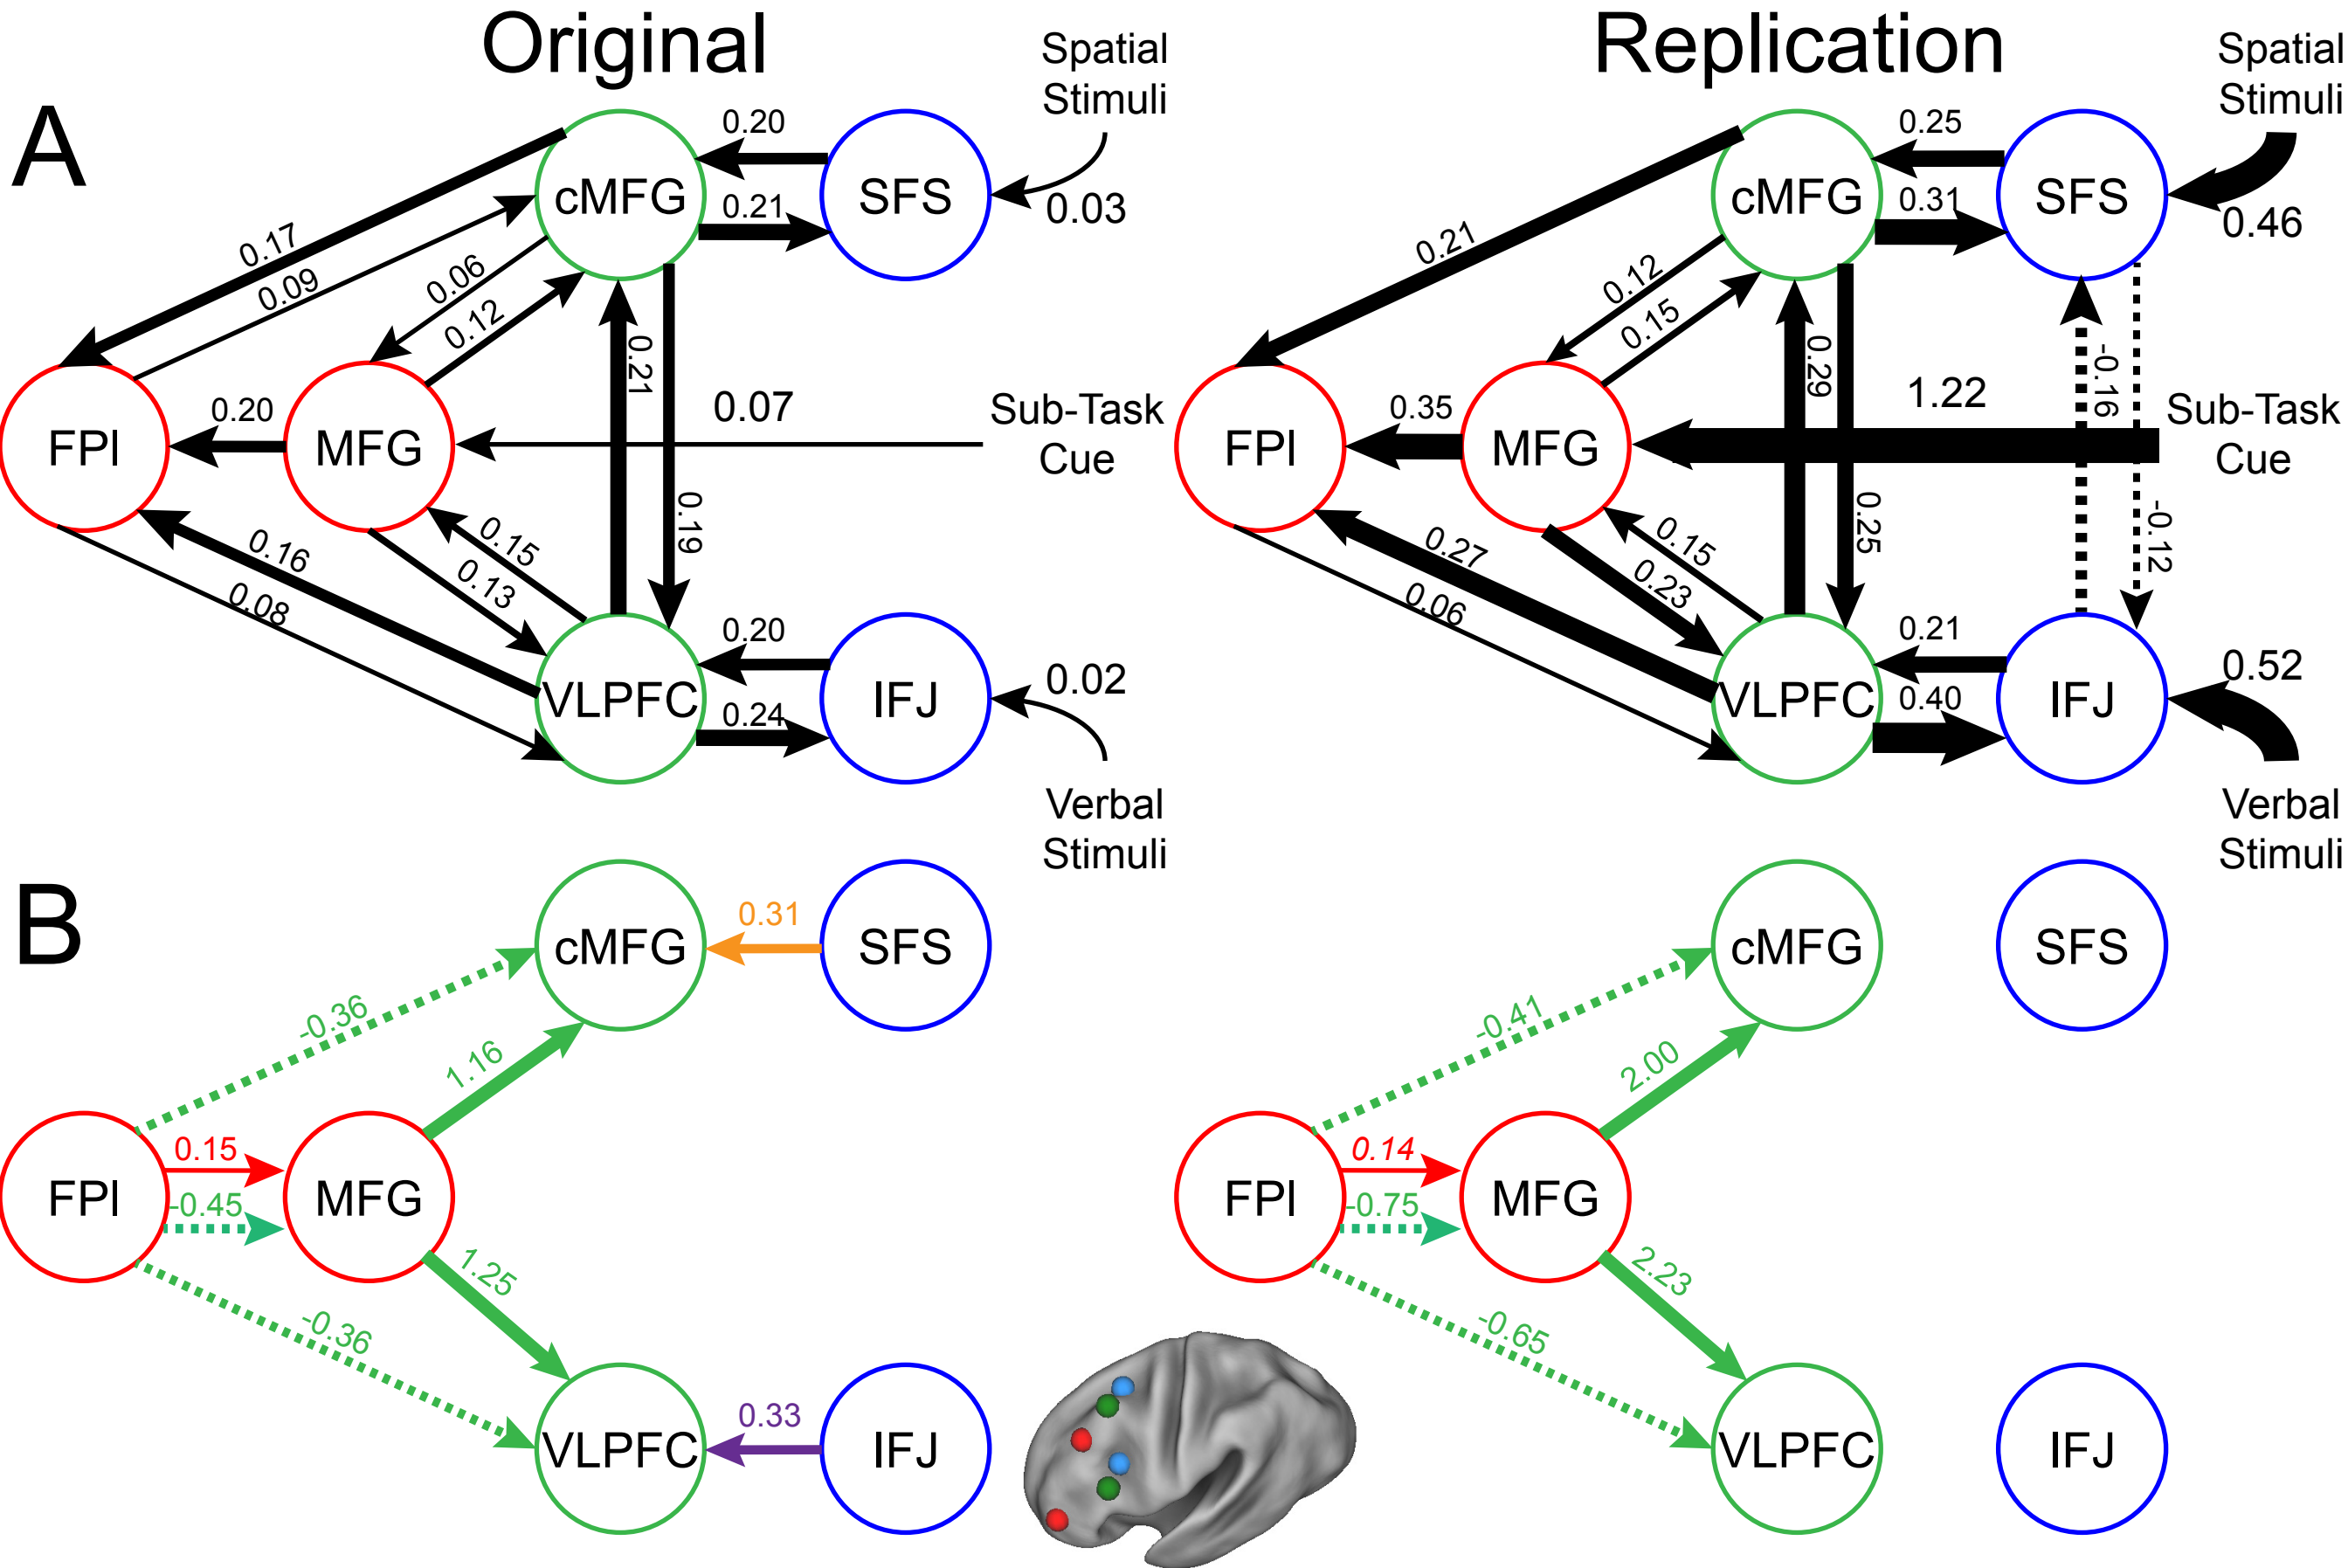 Original
Replication
A
Spatial
Stimuli
0.03
cMFG
SFS
0.20
0.21
0.17
0.09
0.06
0.12
FPl
MFG
0.20
0.21
0.19
0.07
Sub-Task
Cue
0.16
0.08
0.15
0.13
VLPFC
IFJ
0.20
0.24
0.02
Verbal
Stimuli
Spatial
Stimuli
0.46
cMFG
SFS
0.25
0.31
0.21
0.12
0.15
FPl
MFG
0.35
0.29
0.25
1.22
-0.16
-0.12
Sub-Task
Cue
0.27
0.06
0.15
0.23
VLPFC
IFJ
0.21
0.40
0.52
Verbal
Stimuli
B
cMFG
SFS
0.31
-0.36
1.16
FPl
MFG
0.15
-0.45
1.25
-0.36
VLPFC
IFJ
0.33
cMFG
SFS
-0.41
2.00
FPl
MFG
0.14
-0.75
2.23
-0.65
VLPFC
IFJ